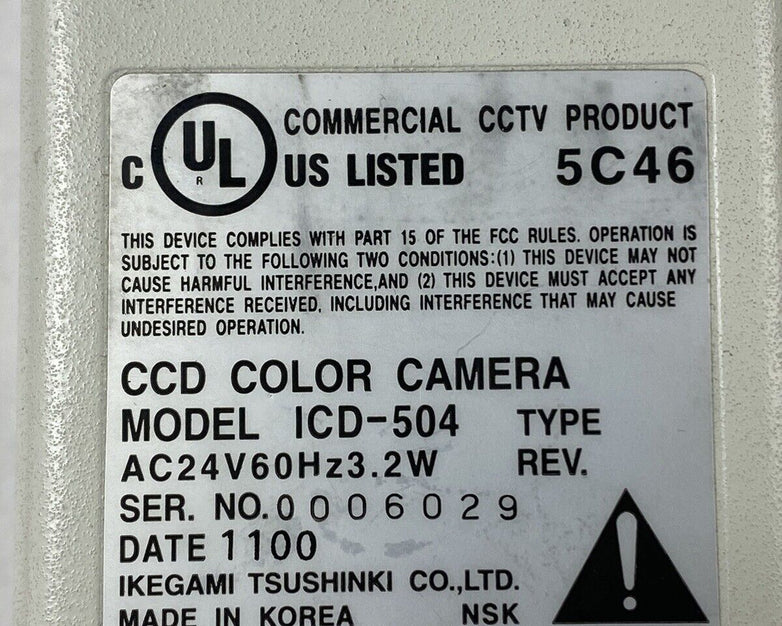 COMMERCIAL CCTV PRODUCT
C UL R US LISTED 5C46
THIS DEVICE COMPLIES WITH PART 15 OF THE FCC RULES. OPERATION IS
SUBJECT TO THE FOLLOWING TWO CONDITIONS:(1) THIS DEVICE MAY NOT
CAUSE HARMFUL INTERFERENCE,AND (2) THIS DEVICE MUST ACCEPT ANY
INTERFERENCE RECEIVED, INCLUDING INTERFERENCE THAT MAY CAUSE
UNDESIRED OPERATION.
CCD COLOR CAMERA
MODEL ICD-504 TYPE
AC24V60Hz3.2W REV.
SER. NO. 0006029
DATE 1100
IKEGAMI TSUSHINKI CO.,LTD.
MADE IN KOREA NSK